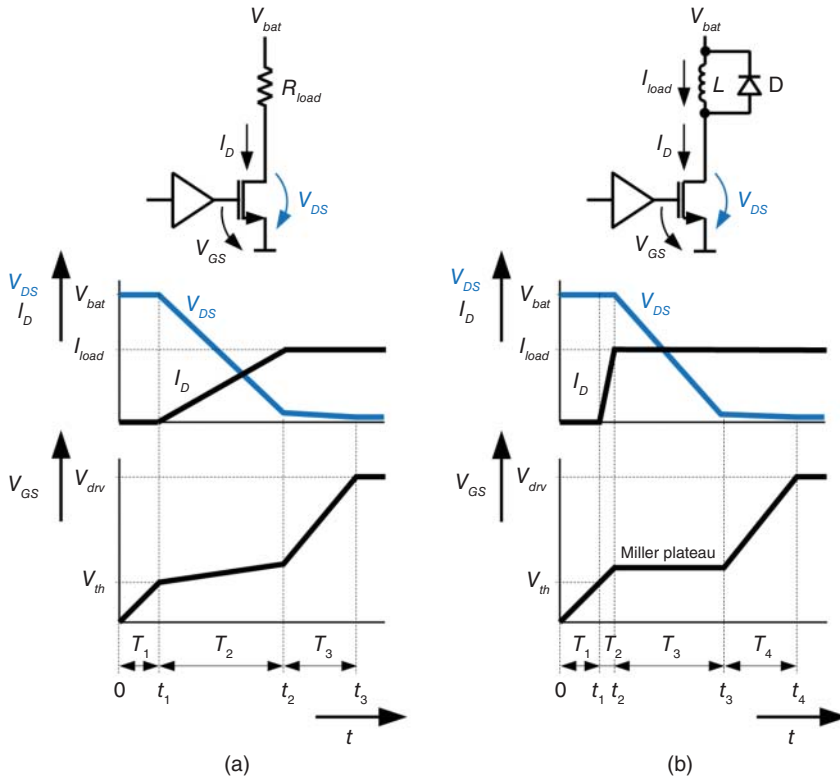 V_bat
R_load
I_D
V_DS
V_GS
V_DS
I_D
V_bat
V_DS
I_load
I_D
V_GS
V_drv
V_th
T_1 T_2 T_3
0 t_1 t_2 t_3
t
(a)
V_bat
I_load L D
I_D
V_DS
V_GS
V_DS
I_D
V_bat
V_DS
I_load
I_D
V_GS
V_drv
Miller plateau
V_th
T_1 T_2 T_3 T_4
0 t_1 t_2 t_3 t_4
t
(b)